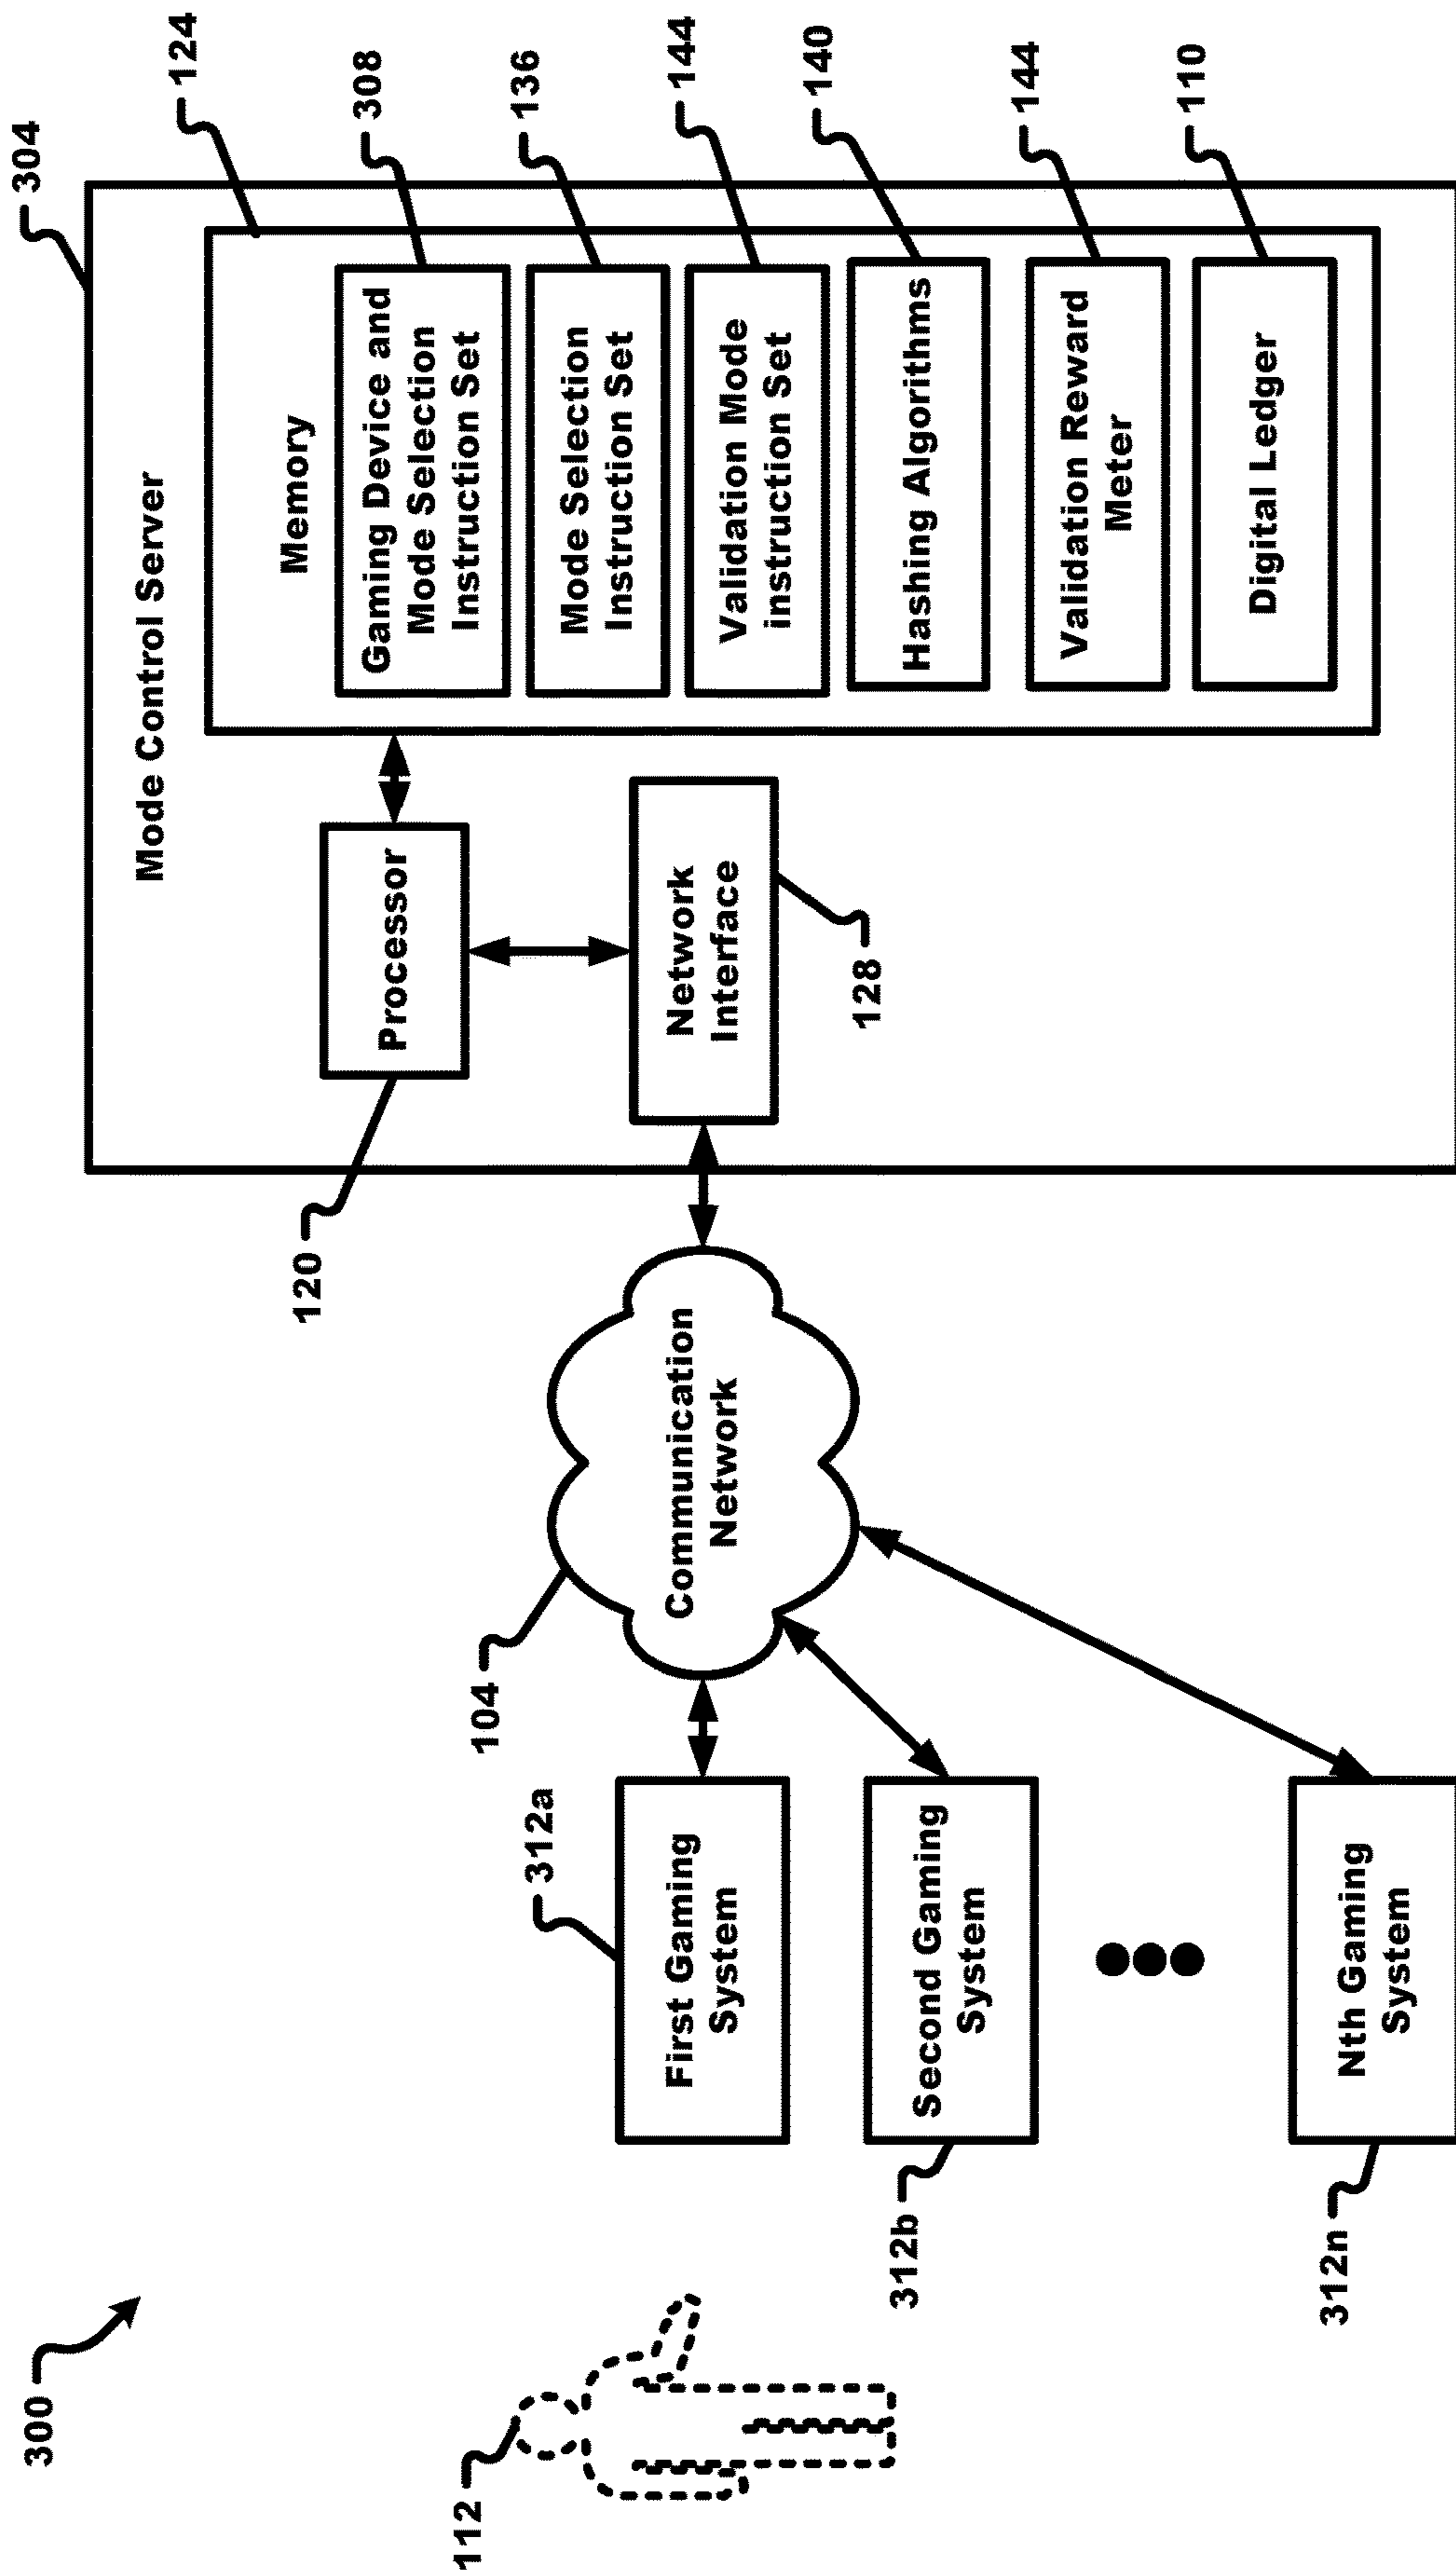 300
304
Mode Control Server
124
Memory
308
Gaming Device and
Mode Selection
Instruction Set
136
Mode Selection
Instruction Set
144
Validation Mode
instruction Set
140
Hashing Algorithms
144
Validation Reward
Meter
110
Digital Ledger
Processor
120
Network
Interface
128
Communication
Network
104
First Gaming
System
312a
Second Gaming
System
312b
Nth Gaming
System
312n
112